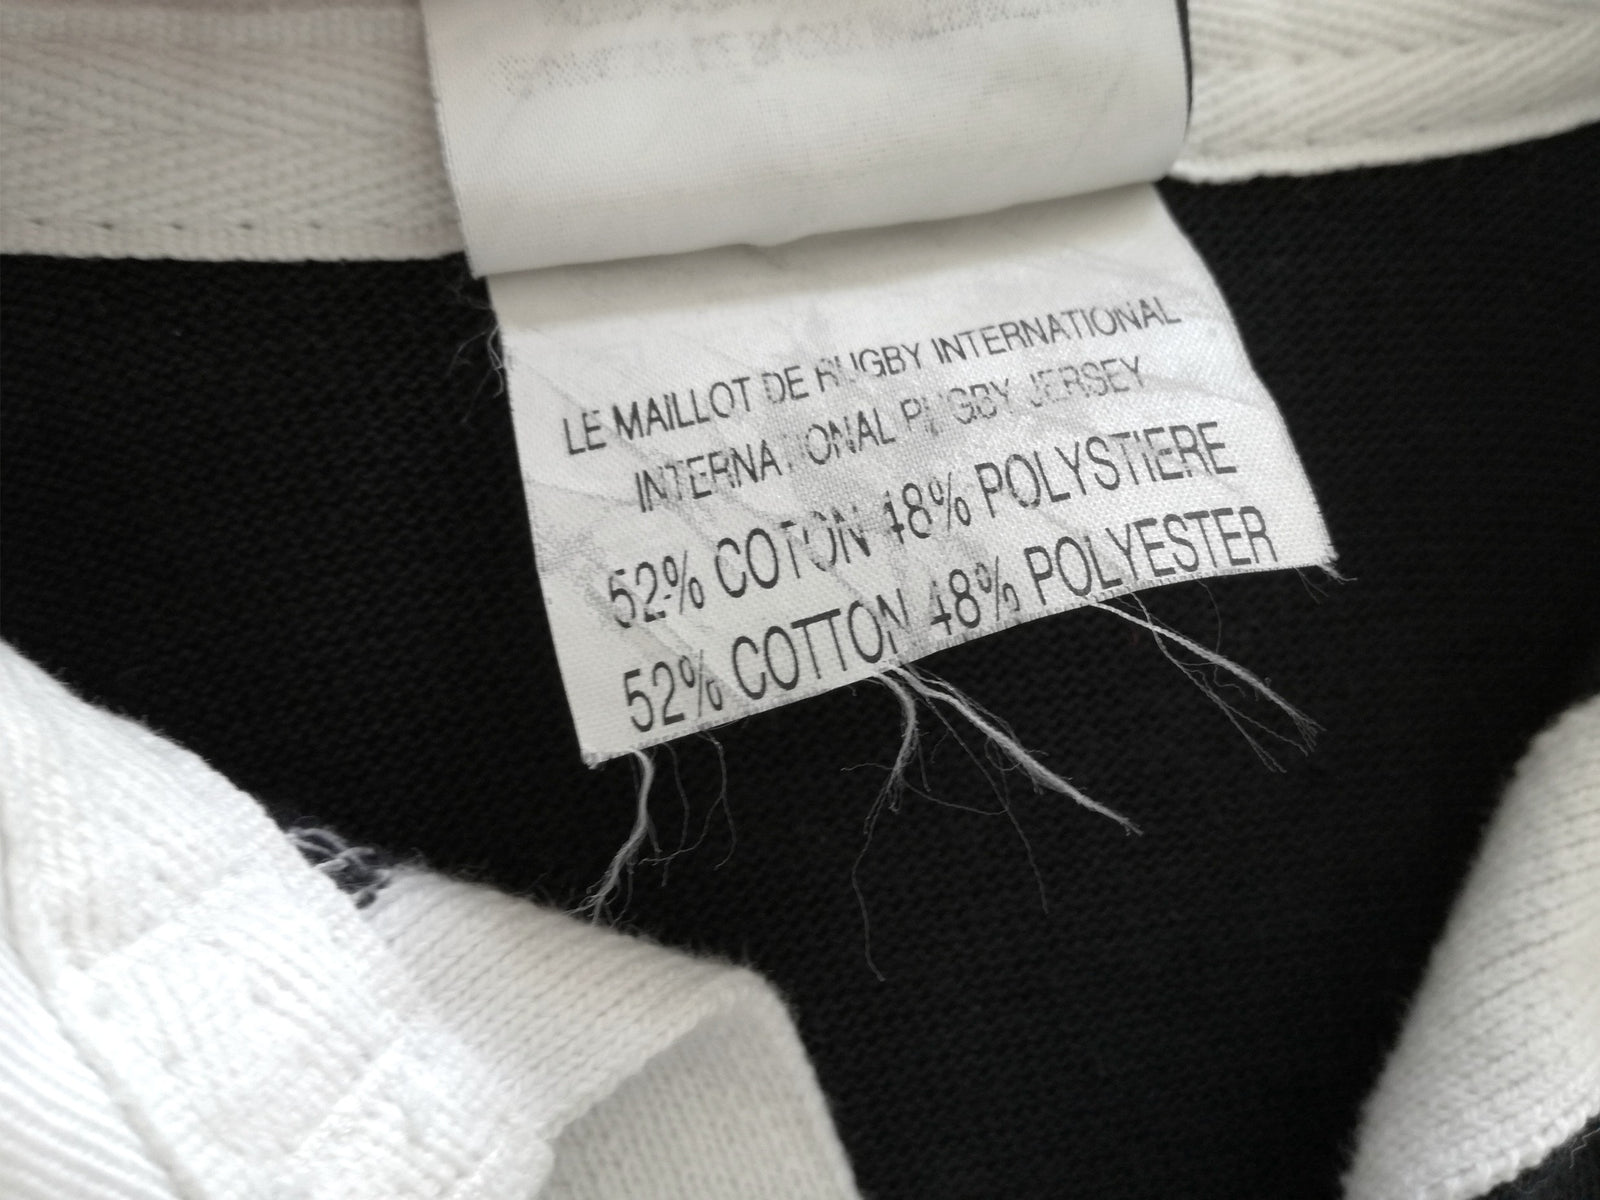 LE MAILLOT DE RUGBY INTERNATIONAL
INTERNATIONAL RUGBY JERSEY
52% COTON 48% POLYSTIERE
52% COTTON 48% POLYESTER